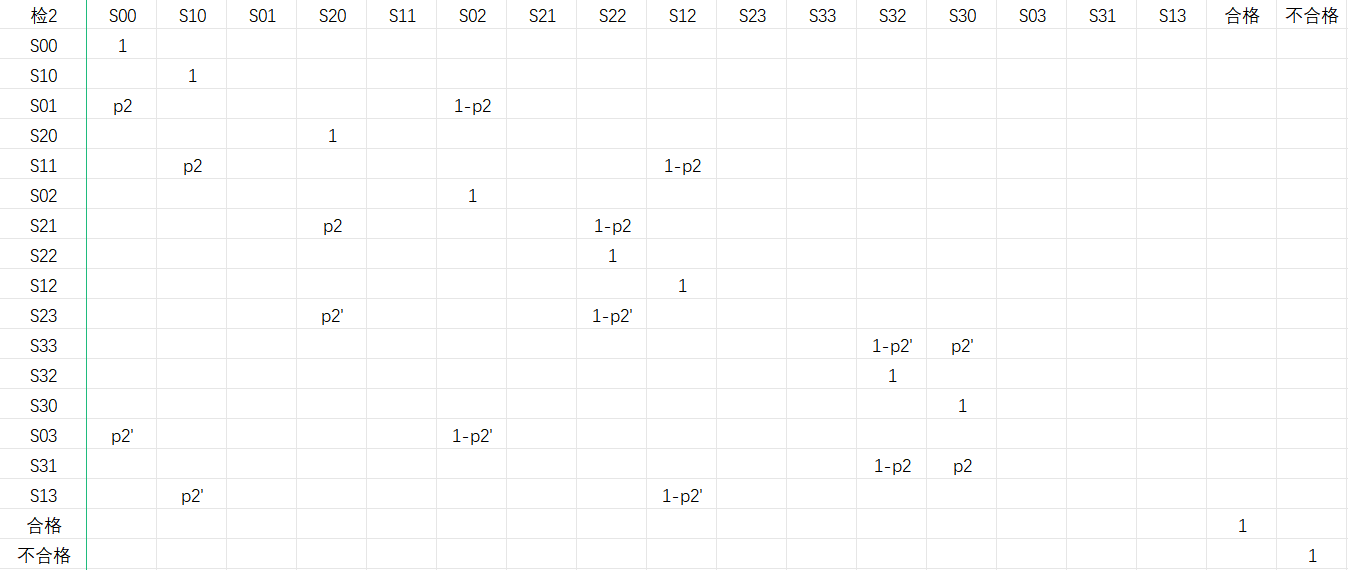 检2 S00 S10 S01 S20 S11 S02 S21 S22 S12 S23 S33 S32 S30 S03 S31 S13 合格 不合格
S00 1
S10 1
S01 p2 1-p2
S20 1
S11 p2 1-p2
S02 1
S21 p2 1-p2
S22 1
S12 1
S23 p2' 1-p2'
S33 1-p2' p2'
S32 1
S30 1
S03 p2' 1-p2'
S31 1-p2 p2
S13 p2' 1-p2'
合格 1
不合格 1